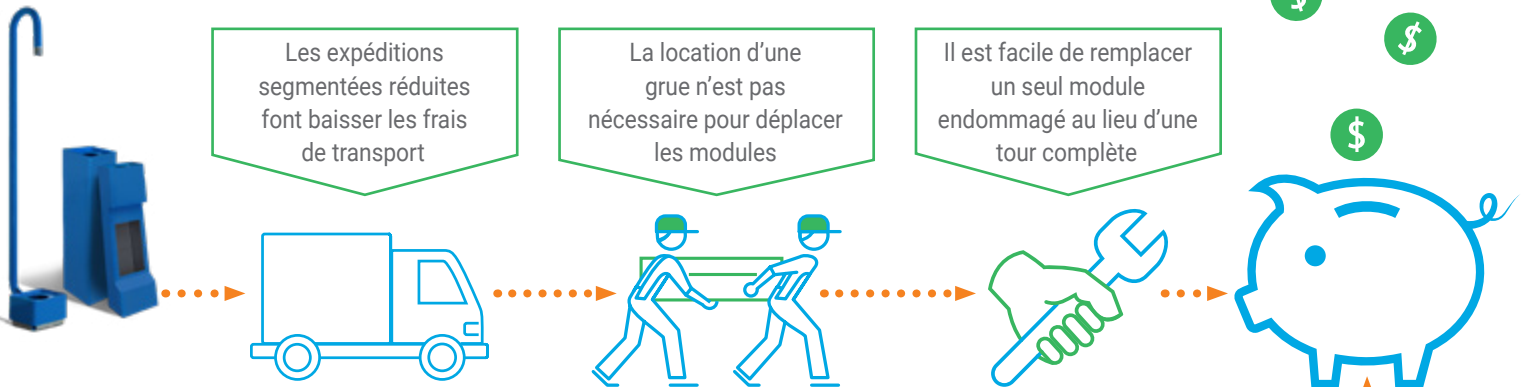 Les expéditions
segmentées réduites
font baisser les frais
de transport
La location d’une
grue n’est pas
nécessaire pour déplacer
les modules
Il est facile de remplacer
un seul module
endommagé au lieu d’une
tour complète
$
$
$